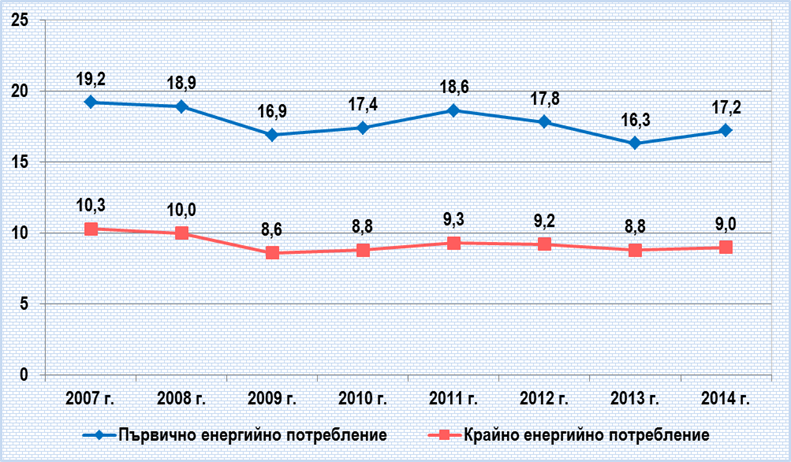 25
20
15
10
5
0
19,2 18,9 16,9 17,4 18,6 17,8 16,3 17,2
10,3 10,0 8,6 8,8 9,3 9,2 8,8 9,0
2007 г. 2008 г. 2009 г. 2010 г. 2011 г. 2012 г. 2013 г. 2014 г.
Първично енергийно потребление Крайно енергийно потребление